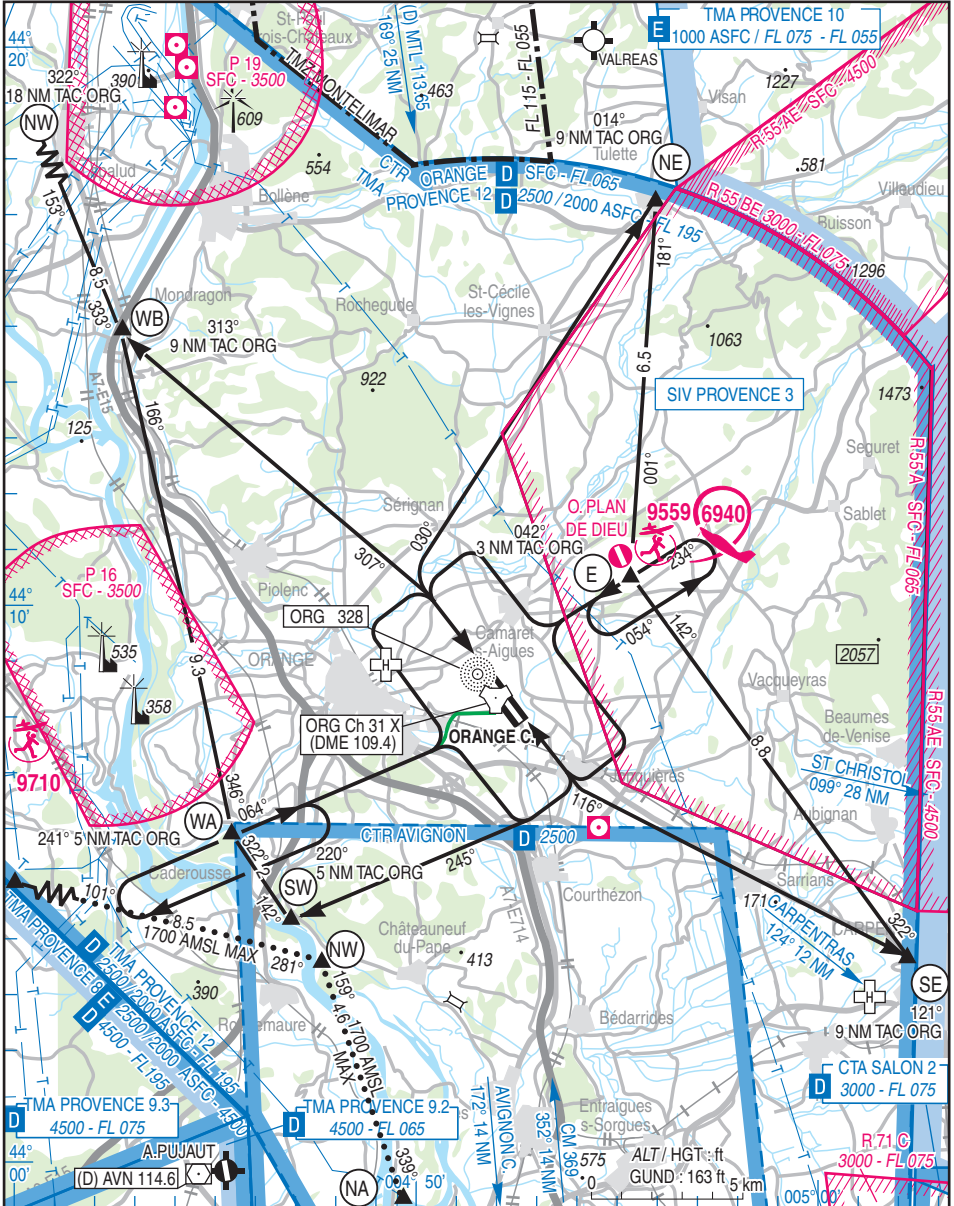 44°
20'
322°
18 NM TAC ORG
NW
390
P 19
SFC - 3500
609
St-Paul
Trois-Châteaux
TMZ MONTELIMAR
(D) MTL 113.65
169° 25 NM
463
FL 115 - FL 055
VALREAS
E
TMA PROVENCE 10
1000 ASFC / FL 075 - FL 055
1227
Visan
R 55 AE SFC - 4500
014°
9 NM TAC ORG
Tulette
NE
581
Villedieu
Buisson
554
Bollène
CTR ORANGE D SFC - FL 065
TMA PROVENCE 12 D 2500 / 2000 ASFC - FL 195
R 55 BE 3000 - FL 075
1296
153°
8.5
333°
WB
Mondragon
313°
9 NM TAC ORG
Rochegude
St-Cécile
les-Vignes
181°
6.5
001°
1063
922
SIV PROVENCE 3
1473
A7-E15
166°
125
Seguret
R 55 A SFC - FL 065
Sérignan
O. PLAN
DE DIEU
9559
6940
Sablet
030°
042°
3 NM TAC ORG
307°
E
234°
054°
142°
P 16
SFC - 3500
44°
10'
Piolenc
ORG 328
Camaret
s-Aigues
535
358
9.3
ORANGE
2057
Vacqueyras
ORG Ch 31 X
(DME 109.4)
ORANGE C.
8.8
Beaumes
de-Venise
R 55 AE SFC - 4500
9710
346°
064°
Jonquières
116°
ST CHRISTOL
099° 28 NM
Aubignan
WA
241° 5 NM TAC ORG
CTR AVIGNON D 2500
322°
2
142°
220°
5 NM TAC ORG
245°
SW
Caderousse
A7-E714
Courthézon
Sarrians
171
CARPENTRAS
124° 12 NM
322°
101°
8.5
1700 AMSL MAX
281°
NW
Châteauneuf
du-Pape
413
SE
121°
9 NM TAC ORG
TMA PROVENCE 12
D 2500/2000 ASFC - FL 195
TMA PROVENCE 8
E 2500/2000 ASFC - 4500
D 4500 - FL195
390
Roquemaure
159°
4.6
1700 AMSL
MAX
Bédarrides
D
TMA PROVENCE 9.3
4500 - FL 075
D
TMA PROVENCE 9.2
4500 - FL 065
D
CTA SALON 2
3000 - FL 075
AVIGNON C.
172° 14 NM
CM 369
352° 14 NM
Entraigues
s-Sorgues
575
44°
00'
A.PUJAUT
(D) AVN 114.6
NA
339°
004° 50'
ALT / HGT : ft
GUND : 163 ft
0
5 km
R 71 C
3000 - FL 075
005° 00'